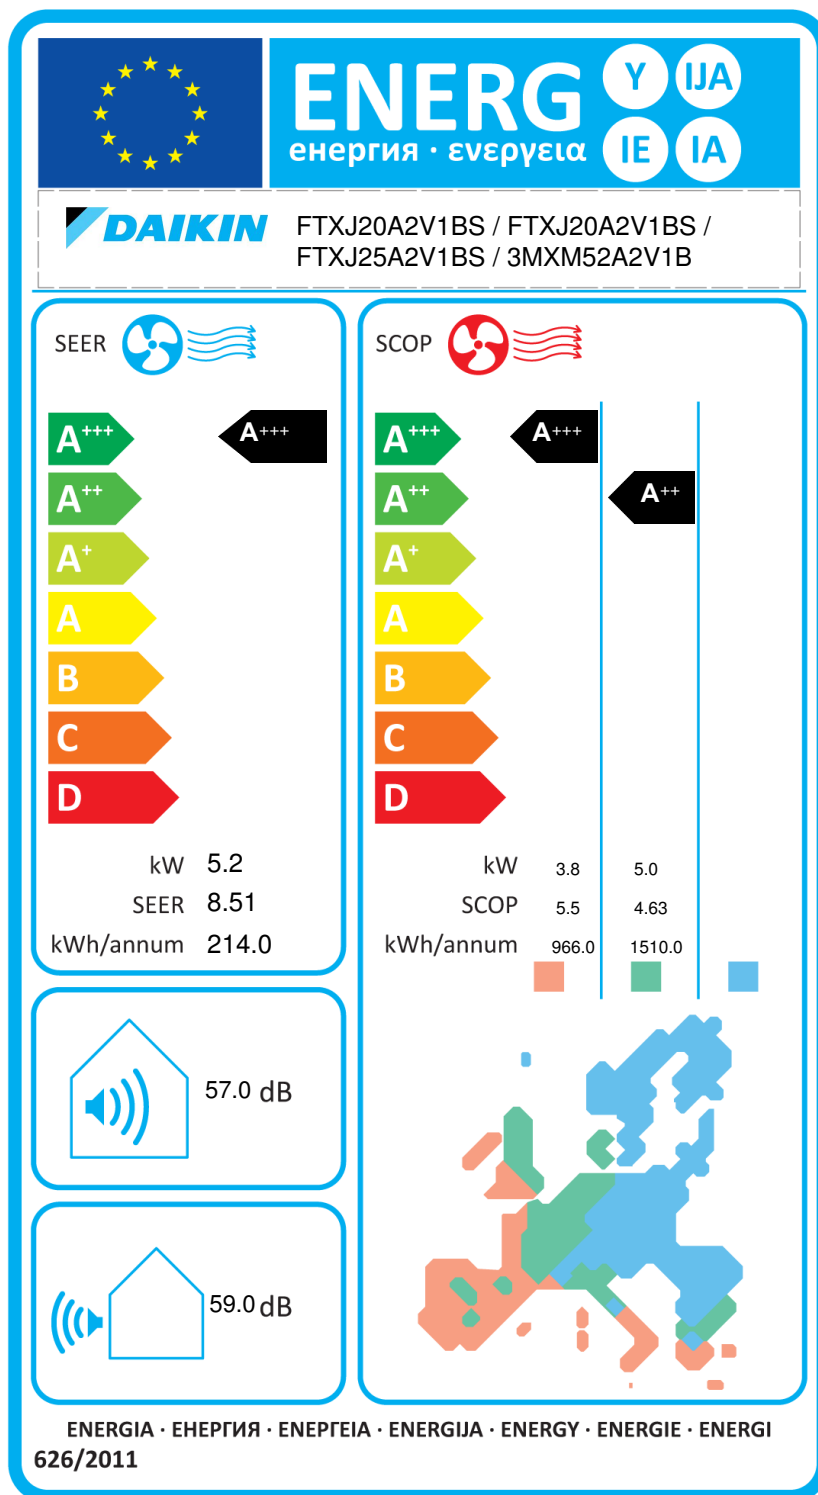 ENERG
енергия · ενεργεια
Y IJA
IE IA
DAIKIN
FTXJ20A2V1BS / FTXJ20A2V1BS /
FTXJ25A2V1BS / 3MXM52A2V1B
SEER
A+++ A+++
A++
A+
A
B
C
D
kW 5.2
SEER 8.51
kWh/annum 214.0
SCOP
A+++ A+++
A++ A++
A+
A
B
C
D
kW 3.8 5.0
SCOP 5.5 4.63
kWh/annum 966.0 1510.0
57.0 dB
59.0 dB
ENERGIA · ЕНЕРГИЯ · ΕΝΕΡΓΕΙΑ · ENERGIJA · ENERGY · ENERGIE · ENERGI
626/2011